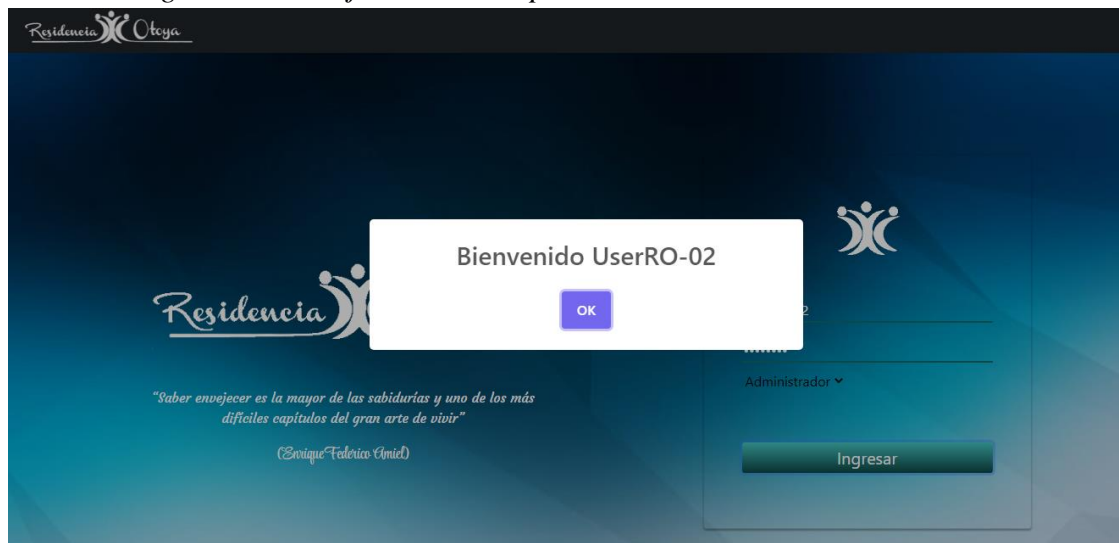 Residencia Otoya
Bienvenido UserRO-02
OK
Residencia
2
Administrador
"Saber envejecer es la mayor de las sabidurías y uno de los más
difíciles capítulos del gran arte de vivir"
(Enrique Federico Amiel)
Ingresar